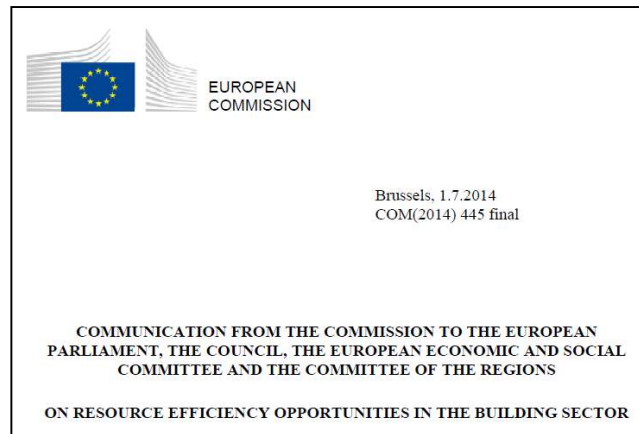 EUROPEAN
COMMISSION
Brussels, 1.7.2014
COM(2014) 445 final
COMMUNICATION FROM THE COMMISSION TO THE EUROPEAN
PARLIAMENT, THE COUNCIL, THE EUROPEAN ECONOMIC AND SOCIAL
COMMITTEE AND THE COMMITTEE OF THE REGIONS
ON RESOURCE EFFICIENCY OPPORTUNITIES IN THE BUILDING SECTOR